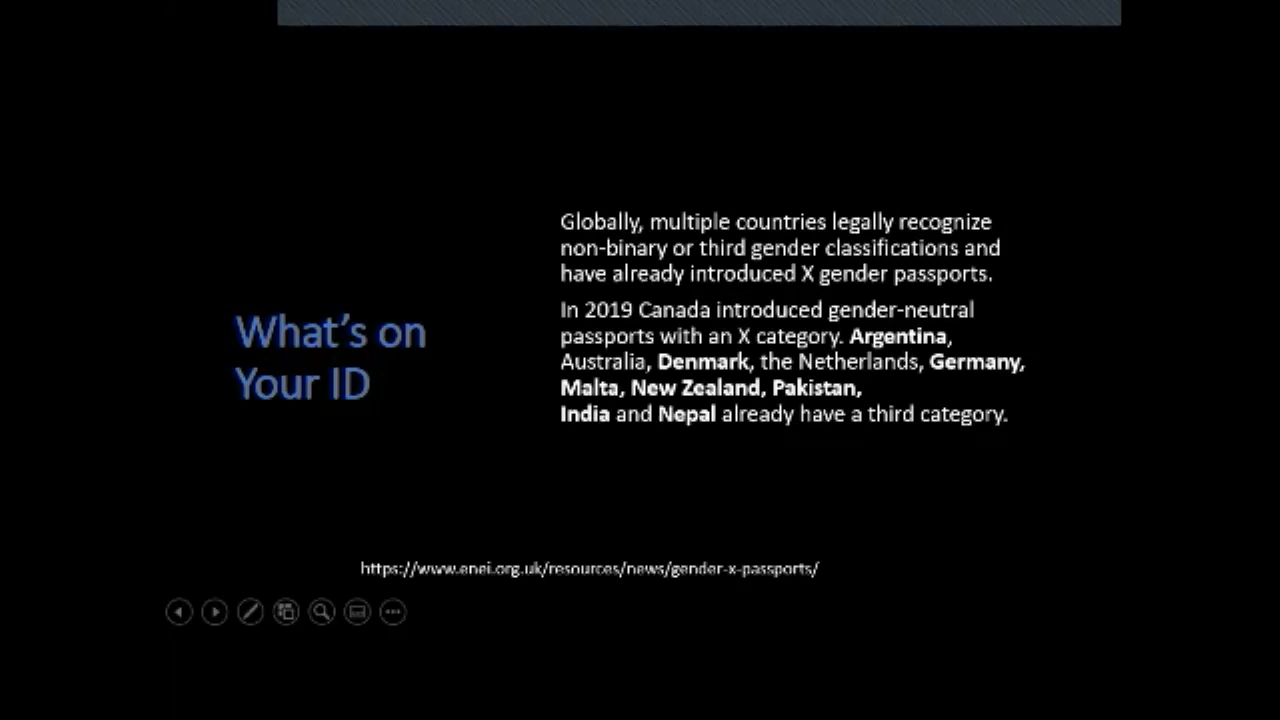 What's on
Your ID
Globally, multiple countries legally recognize
non-binary or third gender classifications and
have already introduced X gender passports.
In 2019 Canada introduced gender-neutral
passports with an X category. Argentina,
Australia, Denmark, the Netherlands, Germany,
Malta, New Zealand, Pakistan,
India and Nepal already have a third category.
https://www.enei.org.uk/resources/news/gender-x-passports/